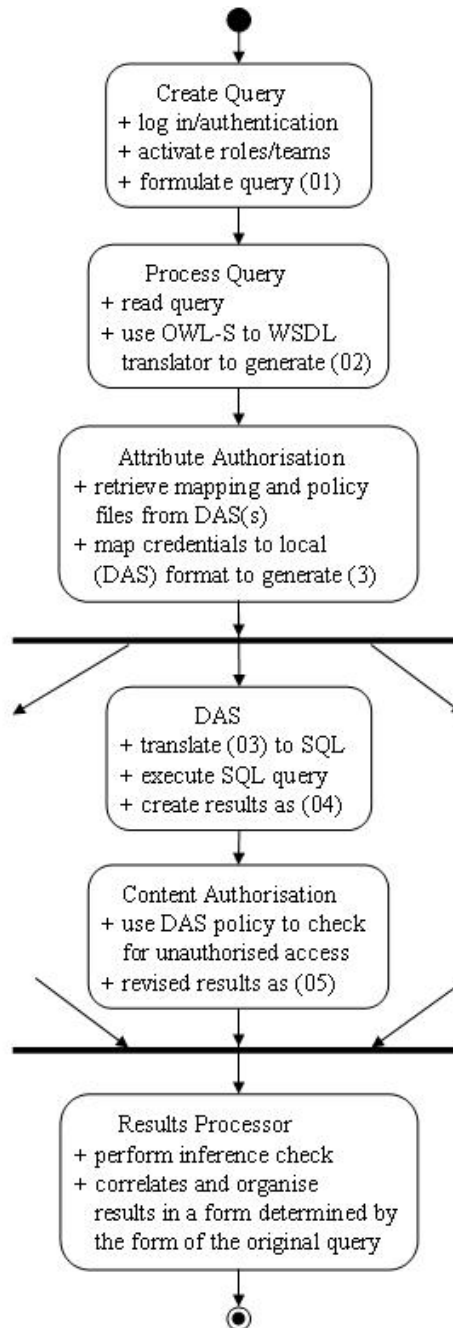 Create Query
+ log in/authentication
+ activate roles/teams
+ formulate query (01)
Process Query
+ read query
+ use OWL-S to WSDL
translator to generate (02)
Attribute Authorisation
+ retrieve mapping and policy
files from DAS(s)
+ map credentials to local
(DAS) format to generate (3)
DAS
+ translate (03) to SQL
+ execute SQL query
+ create results as (04)
Content Authorisation
+ use DAS policy to check
for unauthorised access
+ revised results as (05)
Results Processor
+ perform inference check
+ correlates and organise
results in a form determined by
the form of the original query